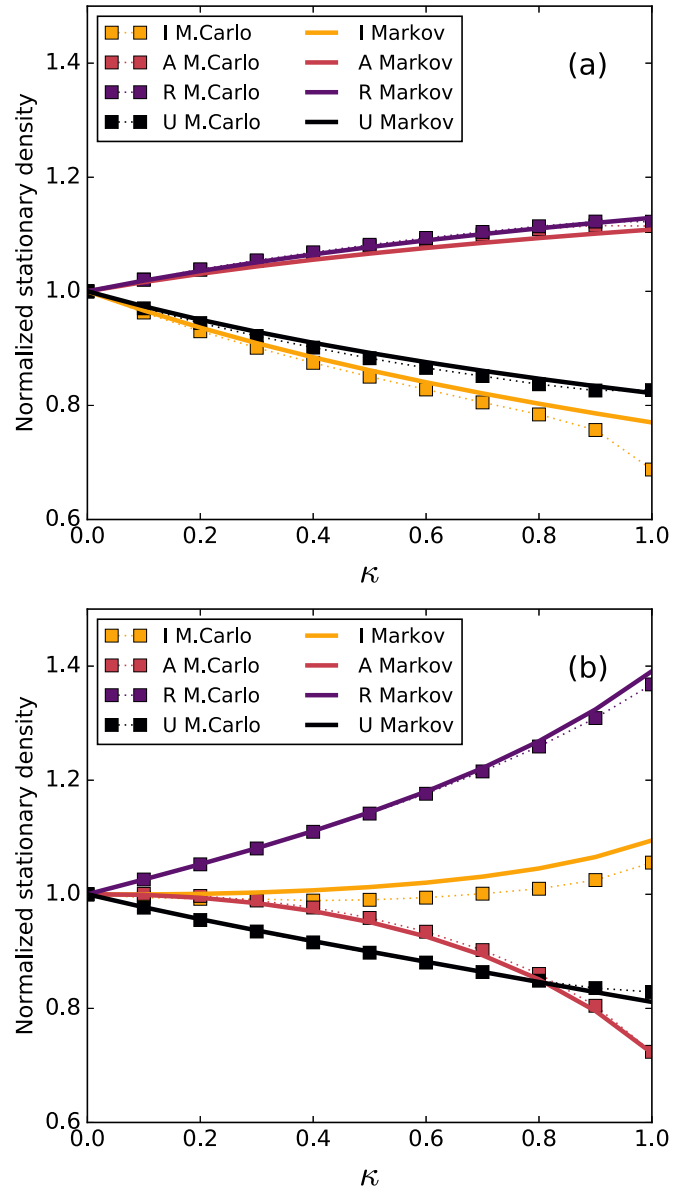 1.4
1.2
1.0
0.8
0.6
Normalized stationary density
I M.Carlo
A M.Carlo
R M.Carlo
U M.Carlo
I Markov
A Markov
R Markov
U Markov
(a)
0.0 0.2 0.4 0.6 0.8 1.0
κ
1.4
1.2
1.0
0.8
0.6
Normalized stationary density
I M.Carlo
A M.Carlo
R M.Carlo
U M.Carlo
I Markov
A Markov
R Markov
U Markov
(b)
0.0 0.2 0.4 0.6 0.8 1.0
κ